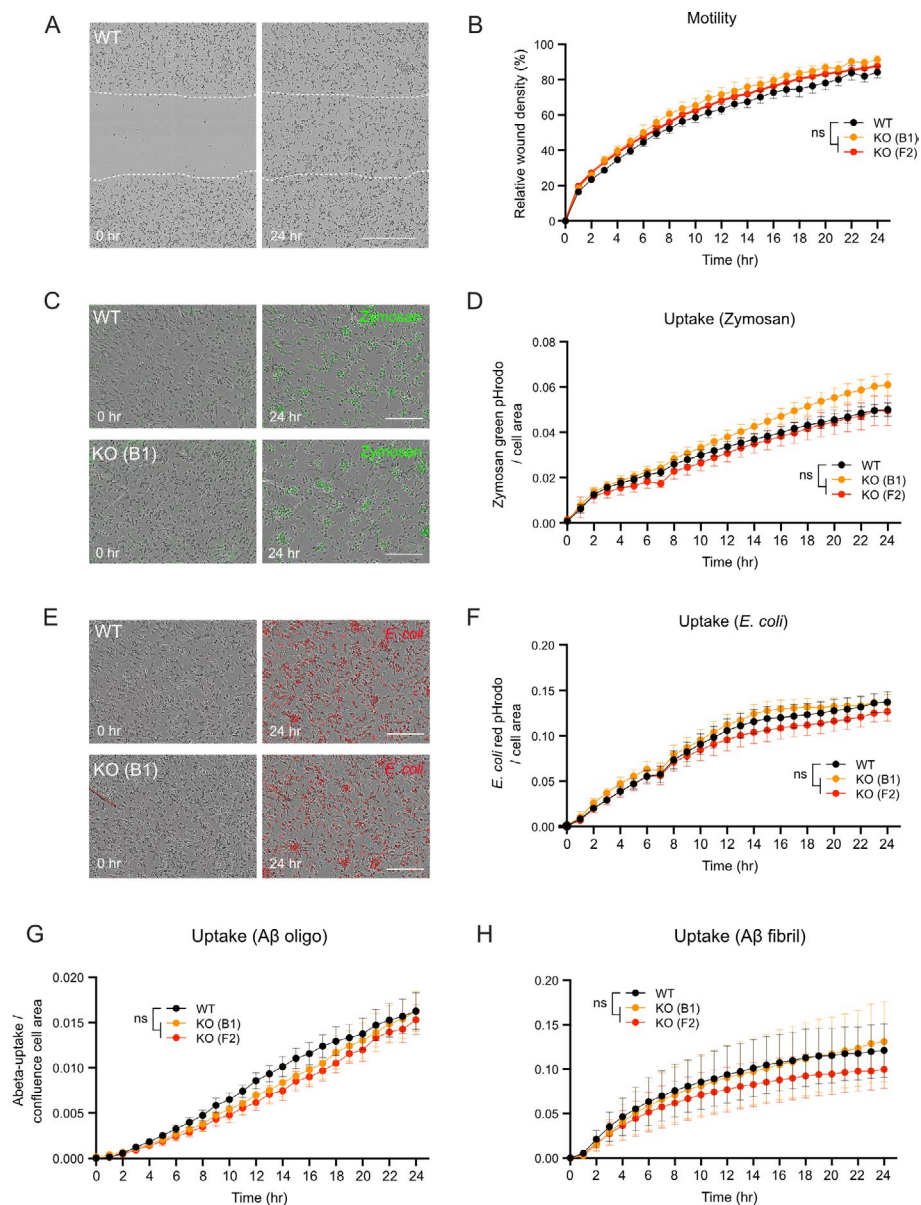 A
WT
0 hr
24 hr
B
Motility
Relative wound density (%)
100
80
60
40
20
0
ns
WT
KO (B1)
KO (F2)
0 2 4 6 8 10 12 14 16 18 20 22 24
Time (hr)
C
WT
Zymosan
0 hr
24 hr
KO (B1)
Zymosan
0 hr
24 hr
D
Uptake (Zymosan)
Zymosan green pHrodo
/ cell area
0.08
0.06
0.04
0.02
0.00
ns
WT
KO (B1)
KO (F2)
0 2 4 6 8 10 12 14 16 18 20 22 24
Time (hr)
E
WT
E. coli
0 hr
24 hr
KO (B1)
E. coli
0 hr
24 hr
F
Uptake (E. coli)
E. coli red pHrodo
/ cell area
0.20
0.15
0.10
0.05
0.00
ns
WT
KO (B1)
KO (F2)
0 2 4 6 8 10 12 14 16 18 20 22 24
Time (hr)
G
Uptake (Aβ oligo)
Abeta-uptake /
confluence cell area
0.020
0.015
0.010
0.005
0.000
ns
WT
KO (B1)
KO (F2)
0 2 4 6 8 10 12 14 16 18 20 22 24
Time (hr)
H
Uptake (Aβ fibril)
0.20
0.15
0.10
0.05
0.00
ns
WT
KO (B1)
KO (F2)
0 2 4 6 8 10 12 14 16 18 20 22 24
Time (hr)